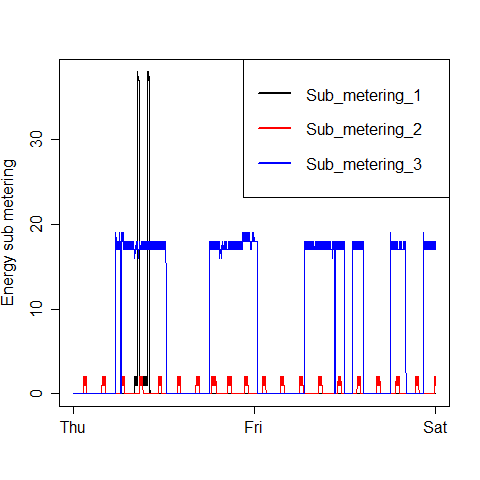 Sub_metering_1
Sub_metering_2
Sub_metering_3
Energy sub metering
30
20
10
0
Thu Fri Sat